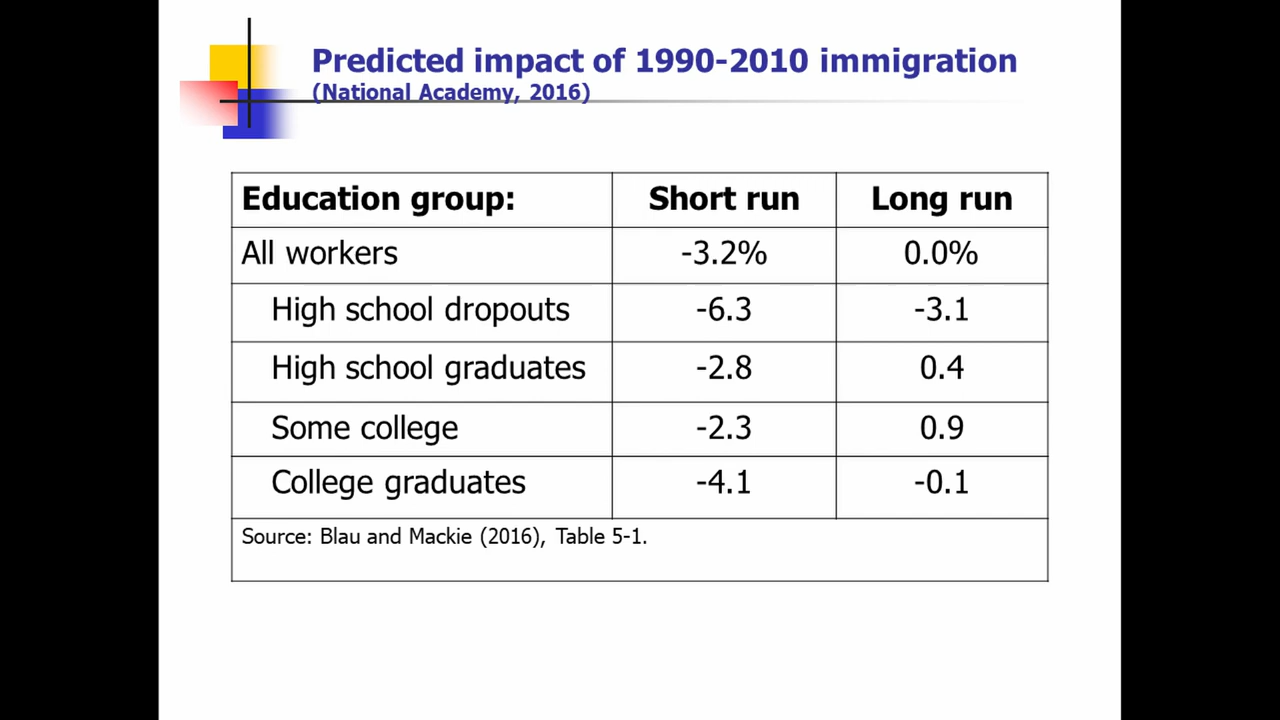 Predicted impact of 1990-2010 immigration
(National Academy, 2016)
Education group: Short run Long run
All workers -3.2% 0.0%
High school dropouts -6.3 -3.1
High school graduates -2.8 0.4
Some college -2.3 0.9
College graduates -4.1 -0.1
Source: Blau and Mackie (2016), Table 5-1.